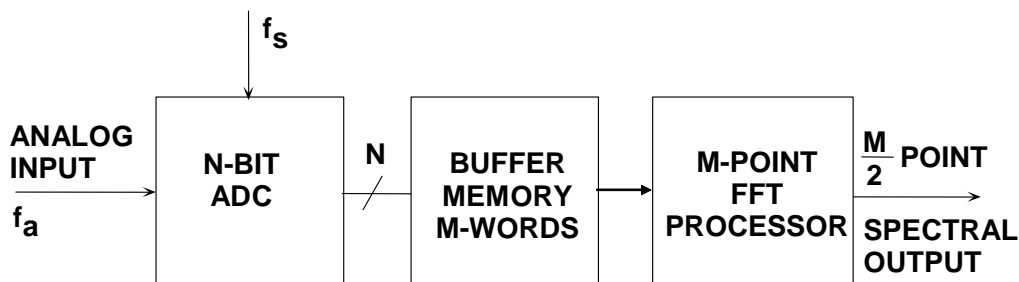 fs
ANALOG
INPUT
fa
N-BIT
ADC
N
BUFFER
MEMORY
M-WORDS
M-POINT
FFT
PROCESSOR
M
2 POINT
SPECTRAL
OUTPUT